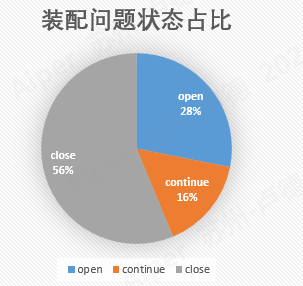 装配问题状态占比
open
28%
continue
16%
close
56%
open continue close